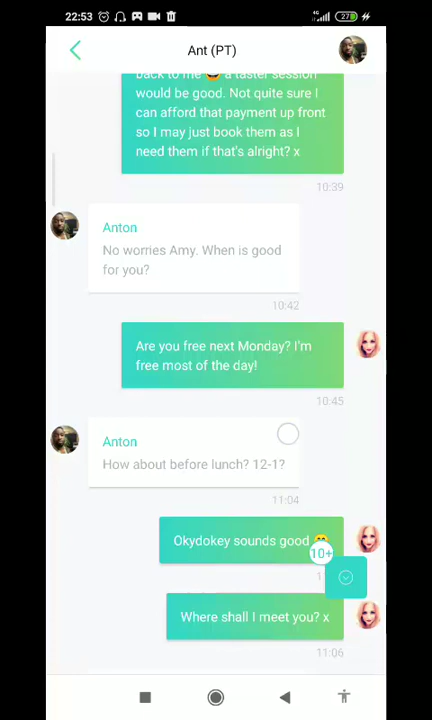 22:53
4G
27
Ant (PT)
back to me 😀 a taster session
would be good. Not quite sure I
can afford that payment up front
so I may just book them as I
need them if that's alright? x
10:39
Anton
No worries Amy. When is good
for you?
10:42
Are you free next Monday? I'm
free most of the day!
10:45
Anton
How about before lunch? 12-1?
11:04
Okydokey sounds good 😁
10+
Where shall I meet you? x
11:06